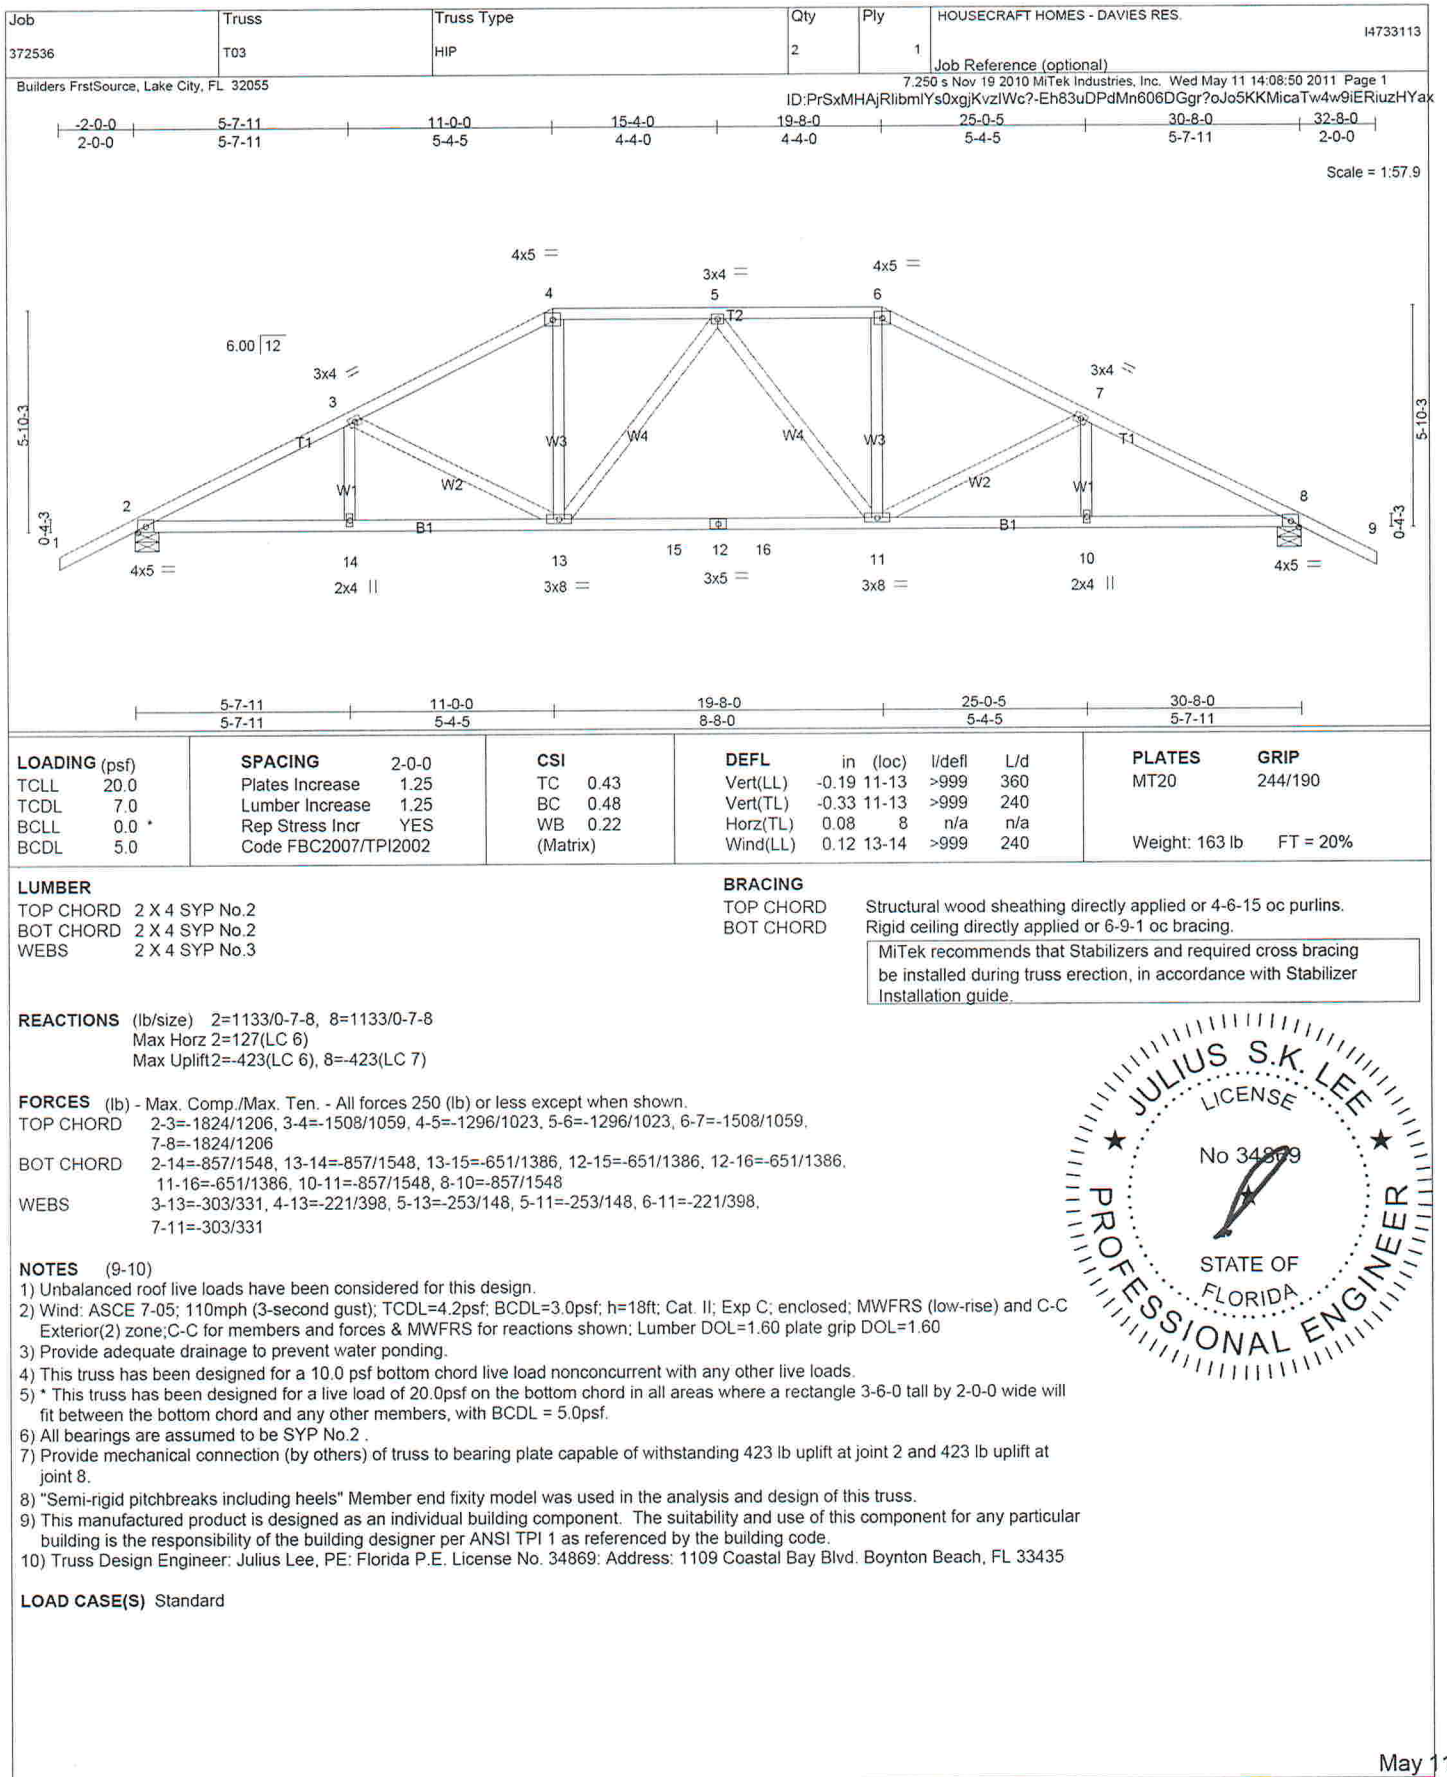 Job Truss Truss Type Qty Ply HOUSECRAFT HOMES - DAVIES RES.
I4733113
372536 T03 HIP 2 1
Job Reference (optional)
Builders FrstSource, Lake City, FL 32055 7.250 s Nov 19 2010 MiTek Industries, Inc. Wed May 11 14:08:50 2011 Page 1
-2-0-0 5-7-11 11-0-0 15-4-0 19-8-0 25-0-5 30-8-0 32-8-0
2-0-0 5-7-11 5-4-5 4-4-0 4-4-0 5-4-5 5-7-11 2-0-0
Scale = 1:57.9
4x5 =
3x4 =
4x5 =
4 5 6
T2
6.00 12
3x4 =
3x4 =
3 7
5-10-3
5-10-3
T1 W3 W4 W4 W3 T1
W1 W2 W2 W1
2 8
0-4-3
0-4-3
1 9
B1 B1
14 13 15 12 16 11 10
4x5 = 2x4 || 3x8 = 3x5 = 3x8 = 2x4 || 4x5 =
5-7-11 11-0-0 19-8-0 25-0-5 30-8-0
5-7-11 5-4-5 8-8-0 5-4-5 5-7-11
LOADING (psf)
TCLL 20.0
TCDL 7.0
BCLL 0.0 *
BCDL 5.0
SPACING 2-0-0
Plates Increase 1.25
Lumber Increase 1.25
Rep Stress Incr YES
Code FBC2007/TPI2002
CSI
TC 0.43
BC 0.48
WB 0.22
(Matrix)
DEFL in (loc) l/defl L/d
Vert(LL) -0.19 11-13 >999 360
Vert(TL) -0.33 11-13 >999 240
Horz(TL) 0.08 8 n/a n/a
Wind(LL) 0.12 13-14 >999 240
PLATES GRIP
MT20 244/190
Weight: 163 lb FT = 20%
LUMBER
TOP CHORD 2 X 4 SYP No.2
BOT CHORD 2 X 4 SYP No.2
WEBS 2 X 4 SYP No.3
BRACING
TOP CHORD Structural wood sheathing directly applied or 4-6-15 oc purlins.
BOT CHORD Rigid ceiling directly applied or 6-9-1 oc bracing.
MiTek recommends that Stabilizers and required cross bracing
be installed during truss erection, in accordance with Stabilizer
Installation guide.
REACTIONS (lb/size) 2=1133/0-7-8, 8=1133/0-7-8
Max Horz 2=127(LC 6)
Max Uplift2=-423(LC 6), 8=-423(LC 7)
FORCES (lb) - Max. Comp./Max. Ten. - All forces 250 (lb) or less except when shown.
TOP CHORD 2-3=-1824/1206, 3-4=-1508/1059, 4-5=-1296/1023, 5-6=-1296/1023, 6-7=-1508/1059,
7-8=-1824/1206
BOT CHORD 2-14=-857/1548, 13-14=-857/1548, 13-15=-651/1386, 12-15=-651/1386, 12-16=-651/1386,
11-16=-651/1386, 10-11=-857/1548, 8-10=-857/1548
WEBS 3-13=-303/331, 4-13=-221/398, 5-13=-253/148, 5-11=-253/148, 6-11=-221/398,
7-11=-303/331
NOTES (9-10)
1) Unbalanced roof live loads have been considered for this design.
2) Wind: ASCE 7-05; 110mph (3-second gust); TCDL=4.2psf; BCDL=3.0psf; h=18ft; Cat. II; Exp C; enclosed; MWFRS (low-rise) and C-C
Exterior(2) zone;C-C for members and forces & MWFRS for reactions shown; Lumber DOL=1.60 plate grip DOL=1.60
3) Provide adequate drainage to prevent water ponding.
4) This truss has been designed for a 10.0 psf bottom chord live load nonconcurrent with any other live loads.
5) * This truss has been designed for a live load of 20.0psf on the bottom chord in all areas where a rectangle 3-6-0 tall by 2-0-0 wide will
fit between the bottom chord and any other members, with BCDL = 5.0psf.
6) All bearings are assumed to be SYP No.2 .
7) Provide mechanical connection (by others) of truss to bearing plate capable of withstanding 423 lb uplift at joint 2 and 423 lb uplift at
joint 8.
8) "Semi-rigid pitchbreaks including heels" Member end fixity model was used in the analysis and design of this truss.
9) This manufactured product is designed as an individual building component. The suitability and use of this component for any particular
building is the responsibility of the building designer per ANSI TPI 1 as referenced by the building code.
10) Truss Design Engineer: Julius Lee, PE: Florida P.E. License No. 34869: Address: 1109 Coastal Bay Blvd. Boynton Beach, FL 33435
LOAD CASE(S) Standard
JULIUS S.K. LEE
LICENSE
No 34869
STATE OF
FLORIDA
PROFESSIONAL ENGINEER
May 11